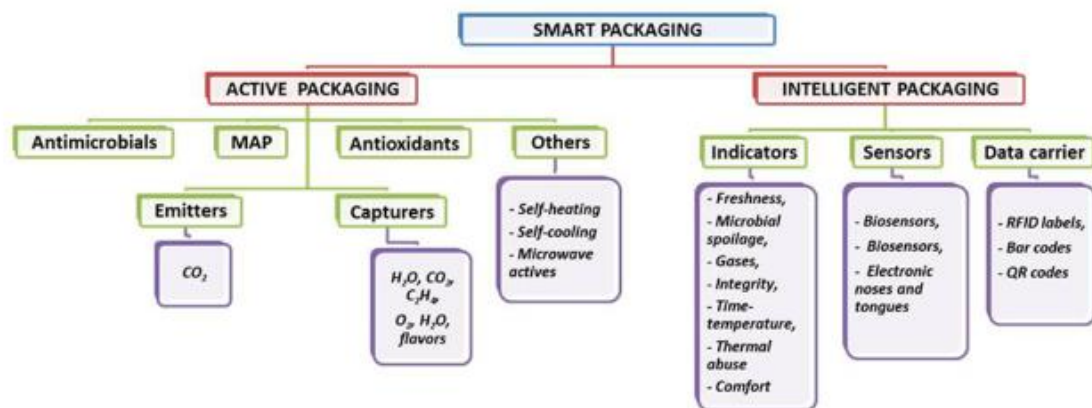 SMART PACKAGING
ACTIVE PACKAGING
INTELLIGENT PACKAGING
Antimicrobials
MAP
Antioxidants
Others
Indicators
Sensors
Data carrier
Emitters
Capturers
- Self-heating
- Self-cooling
- Microwave
actives
CO₂
H₂O, CO₂,
C₂H₄,
O₂, H₂O,
flavors
- Freshness,
- Microbial
spoilage,
- Gases,
- Integrity,
- Time-
temperature,
- Thermal
abuse
- Comfort
- Biosensors,
- Biosensors,
- Electronic
noses and
tongues
- RFID labels,
- Bar codes
- QR codes